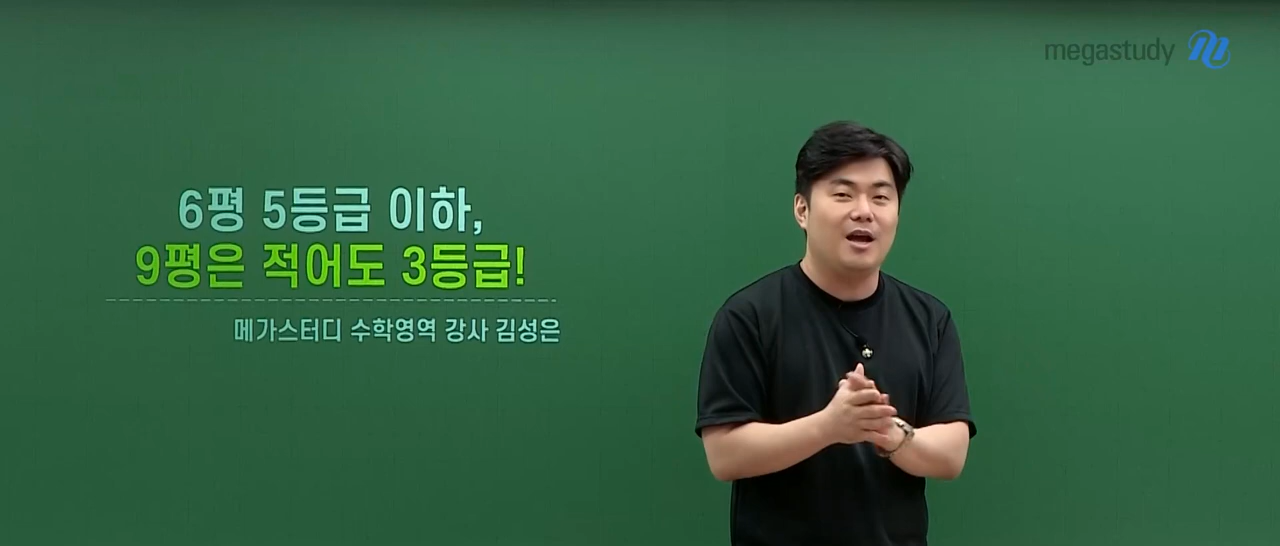 megastudy
6평 5등급 이하,
9평은 적어도 3등급!
메가스터디 수학영역 강사 김성은